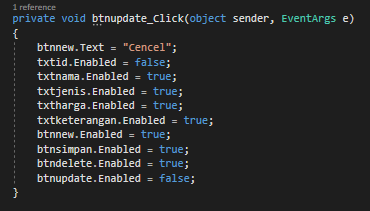 1 reference
private void btnupdate_Click(object sender, EventArgs e)
{
btnnew.Text = "Cencel";
txtid.Enabled = false;
txtnama.Enabled = true;
txtjenis.Enabled = true;
txtharga.Enabled = true;
txtketerangan.Enabled = true;
btnnew.Enabled = true;
btnsimpan.Enabled = true;
btndelete.Enabled = true;
btnupdate.Enabled = false;
}